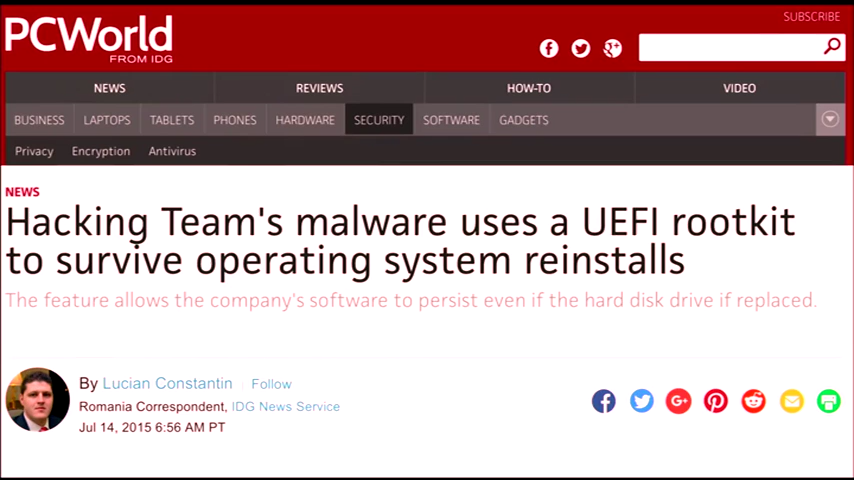 SUBSCRIBE
PCWorld
FROM IDG
NEWS REVIEWS HOW-TO VIDEO
BUSINESS LAPTOPS TABLETS PHONES HARDWARE SECURITY SOFTWARE GADGETS
Privacy Encryption Antivirus
NEWS
Hacking Team's malware uses a UEFI rootkit
to survive operating system reinstalls
The feature allows the company's software to persist even if the hard disk drive if replaced.
By Lucian Constantin Follow
Romania Correspondent, IDG News Service
Jul 14, 2015 6:56 AM PT